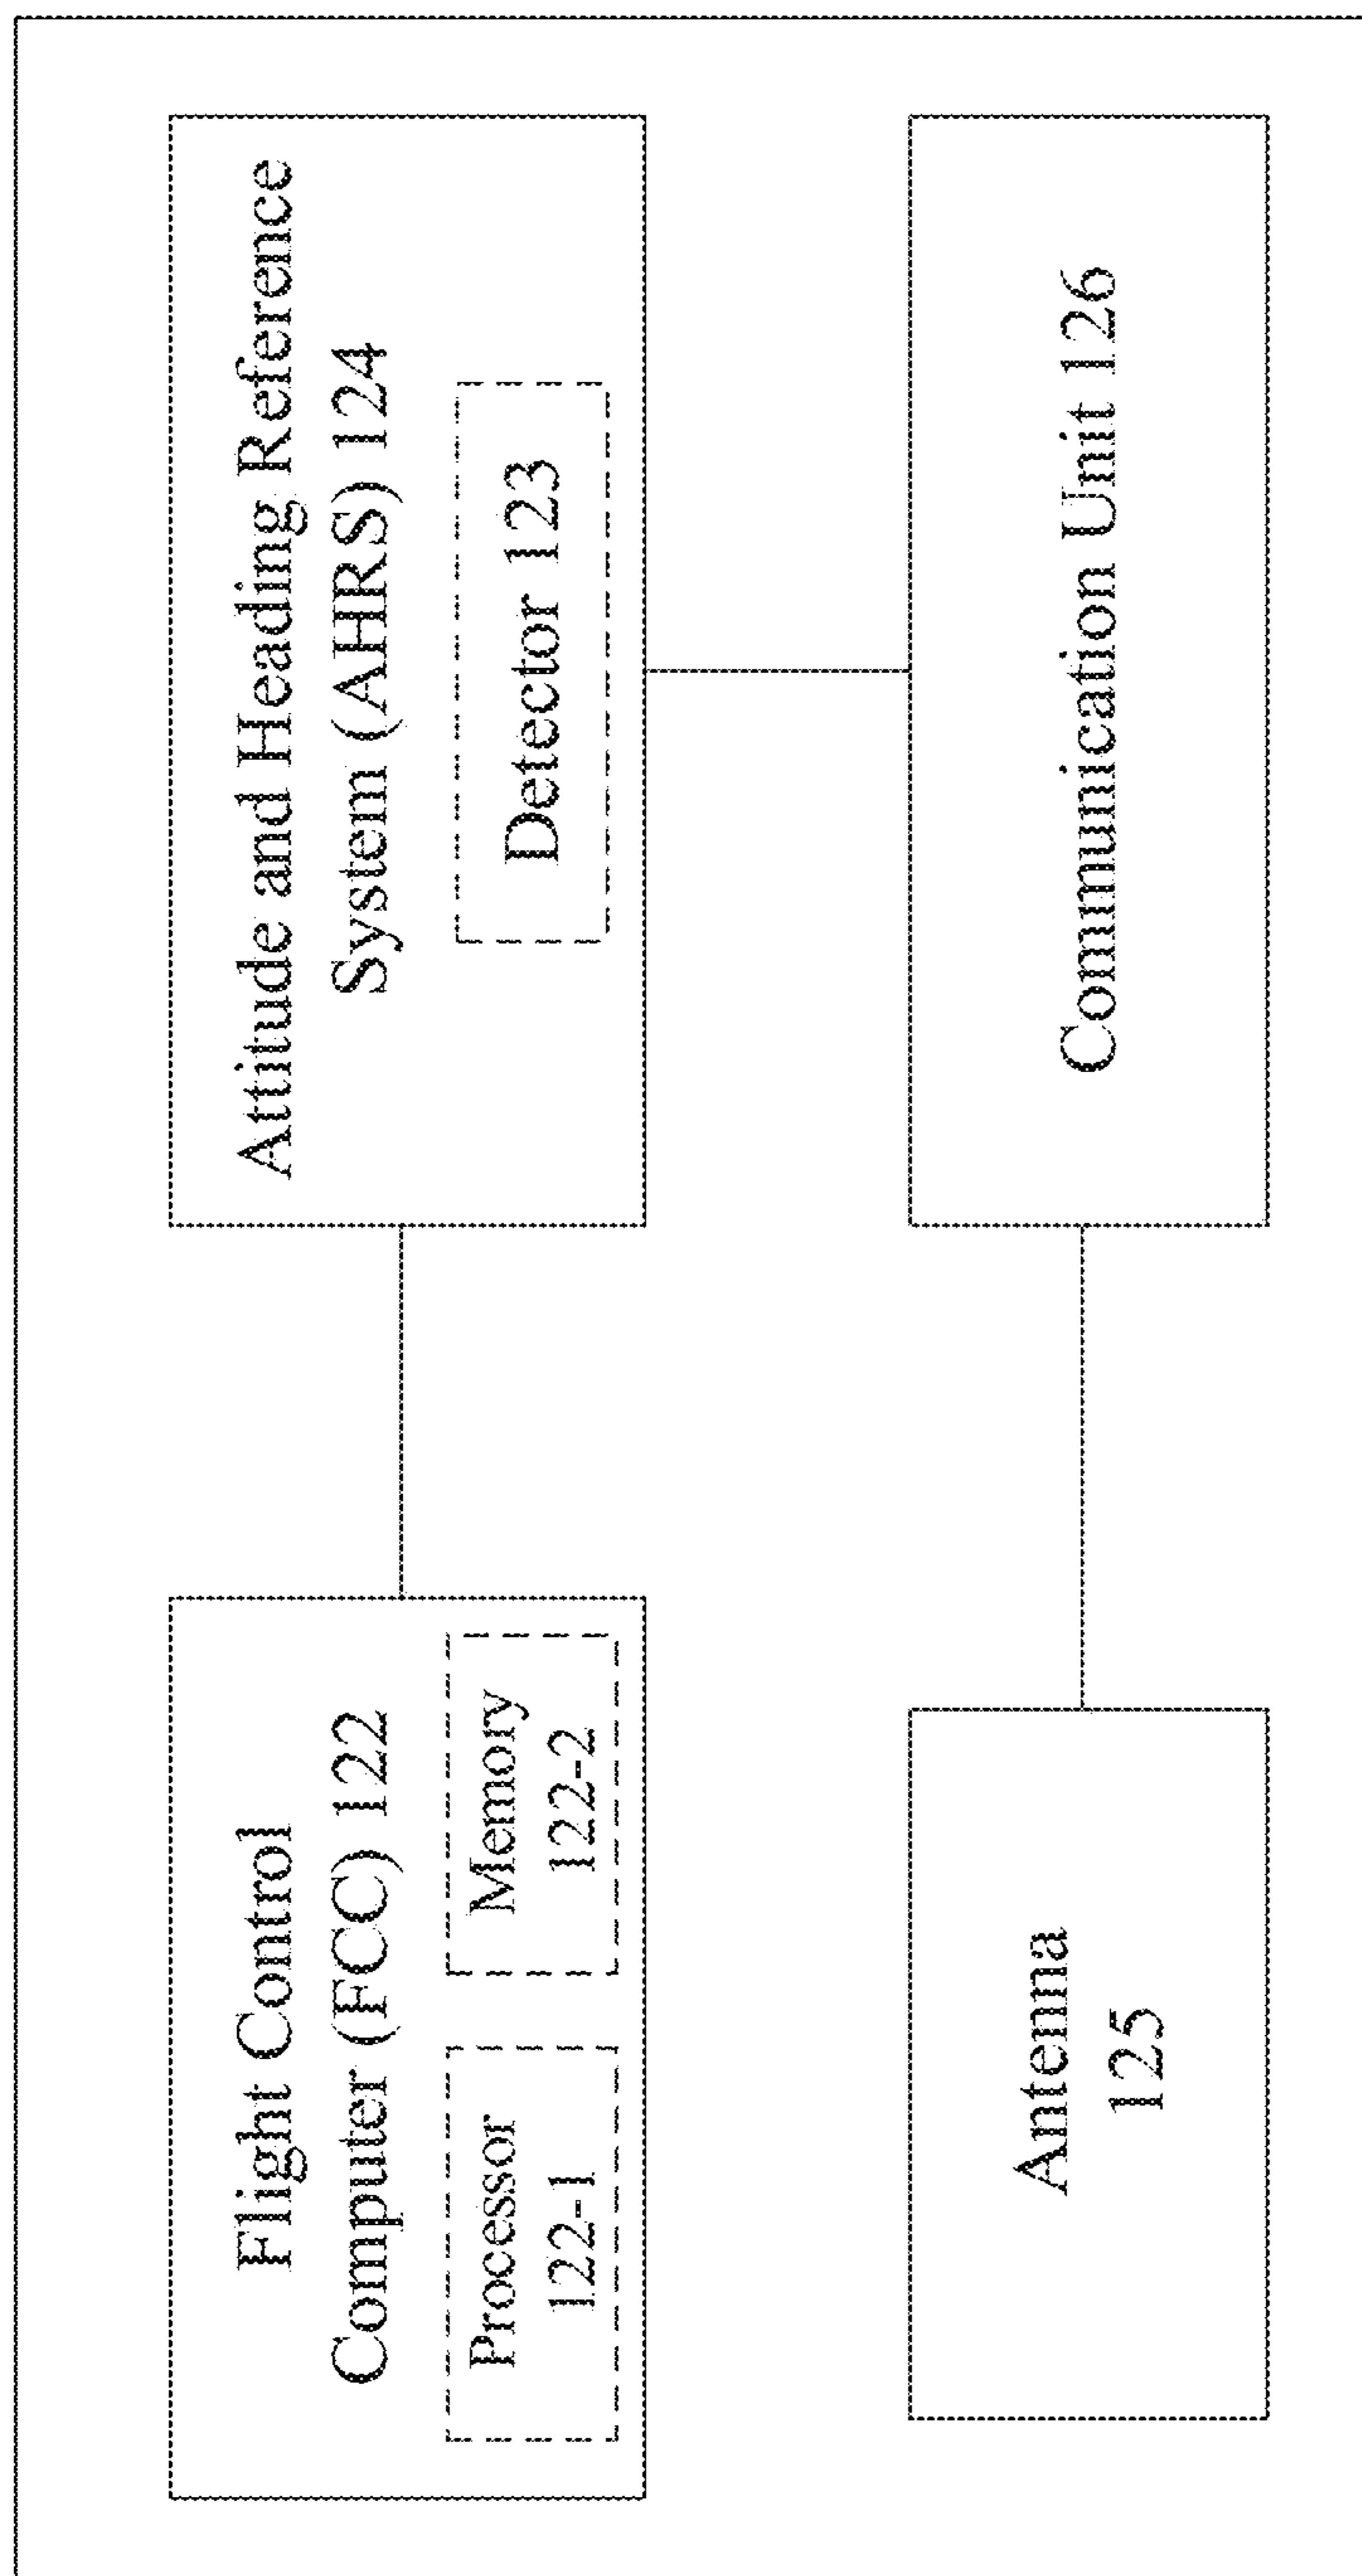 Flight Control
Computer (FCC) 122
Processor
122-1
Memory
122-2
Attitude and Heading Reference
System (AHRS) 124
Detector 123
Antenna
125
Communication Unit 126